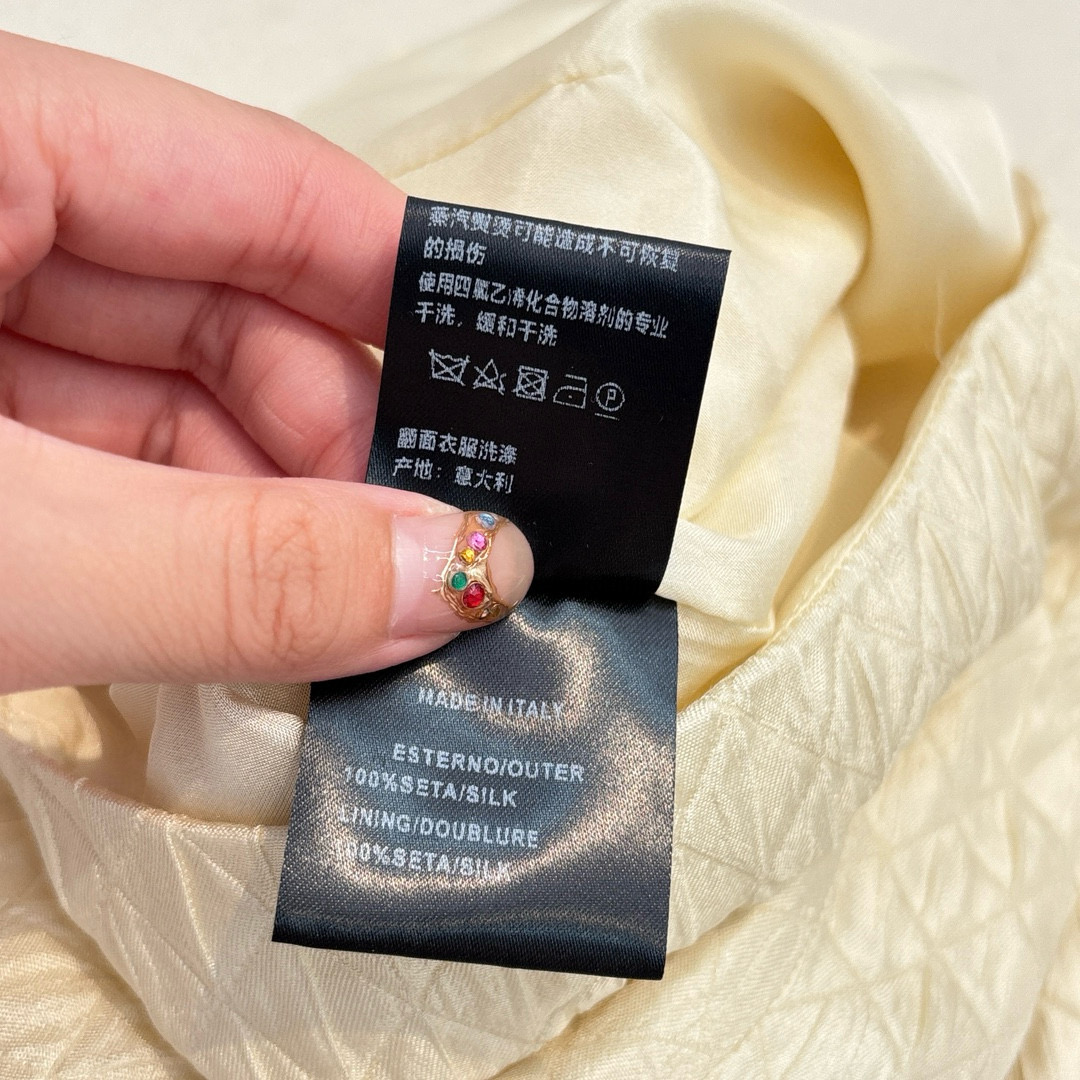 蒸汽熨烫可能造成不可恢复
的损伤
使用四氯乙烯化合物溶剂的专业
干洗，缓和干洗
P
翻面衣服洗涤
产地：意大利
MADE IN ITALY
ESTERNO/OUTER
100%SETA/SILK
LINING/DOUBLURE
100%SETA/SILK